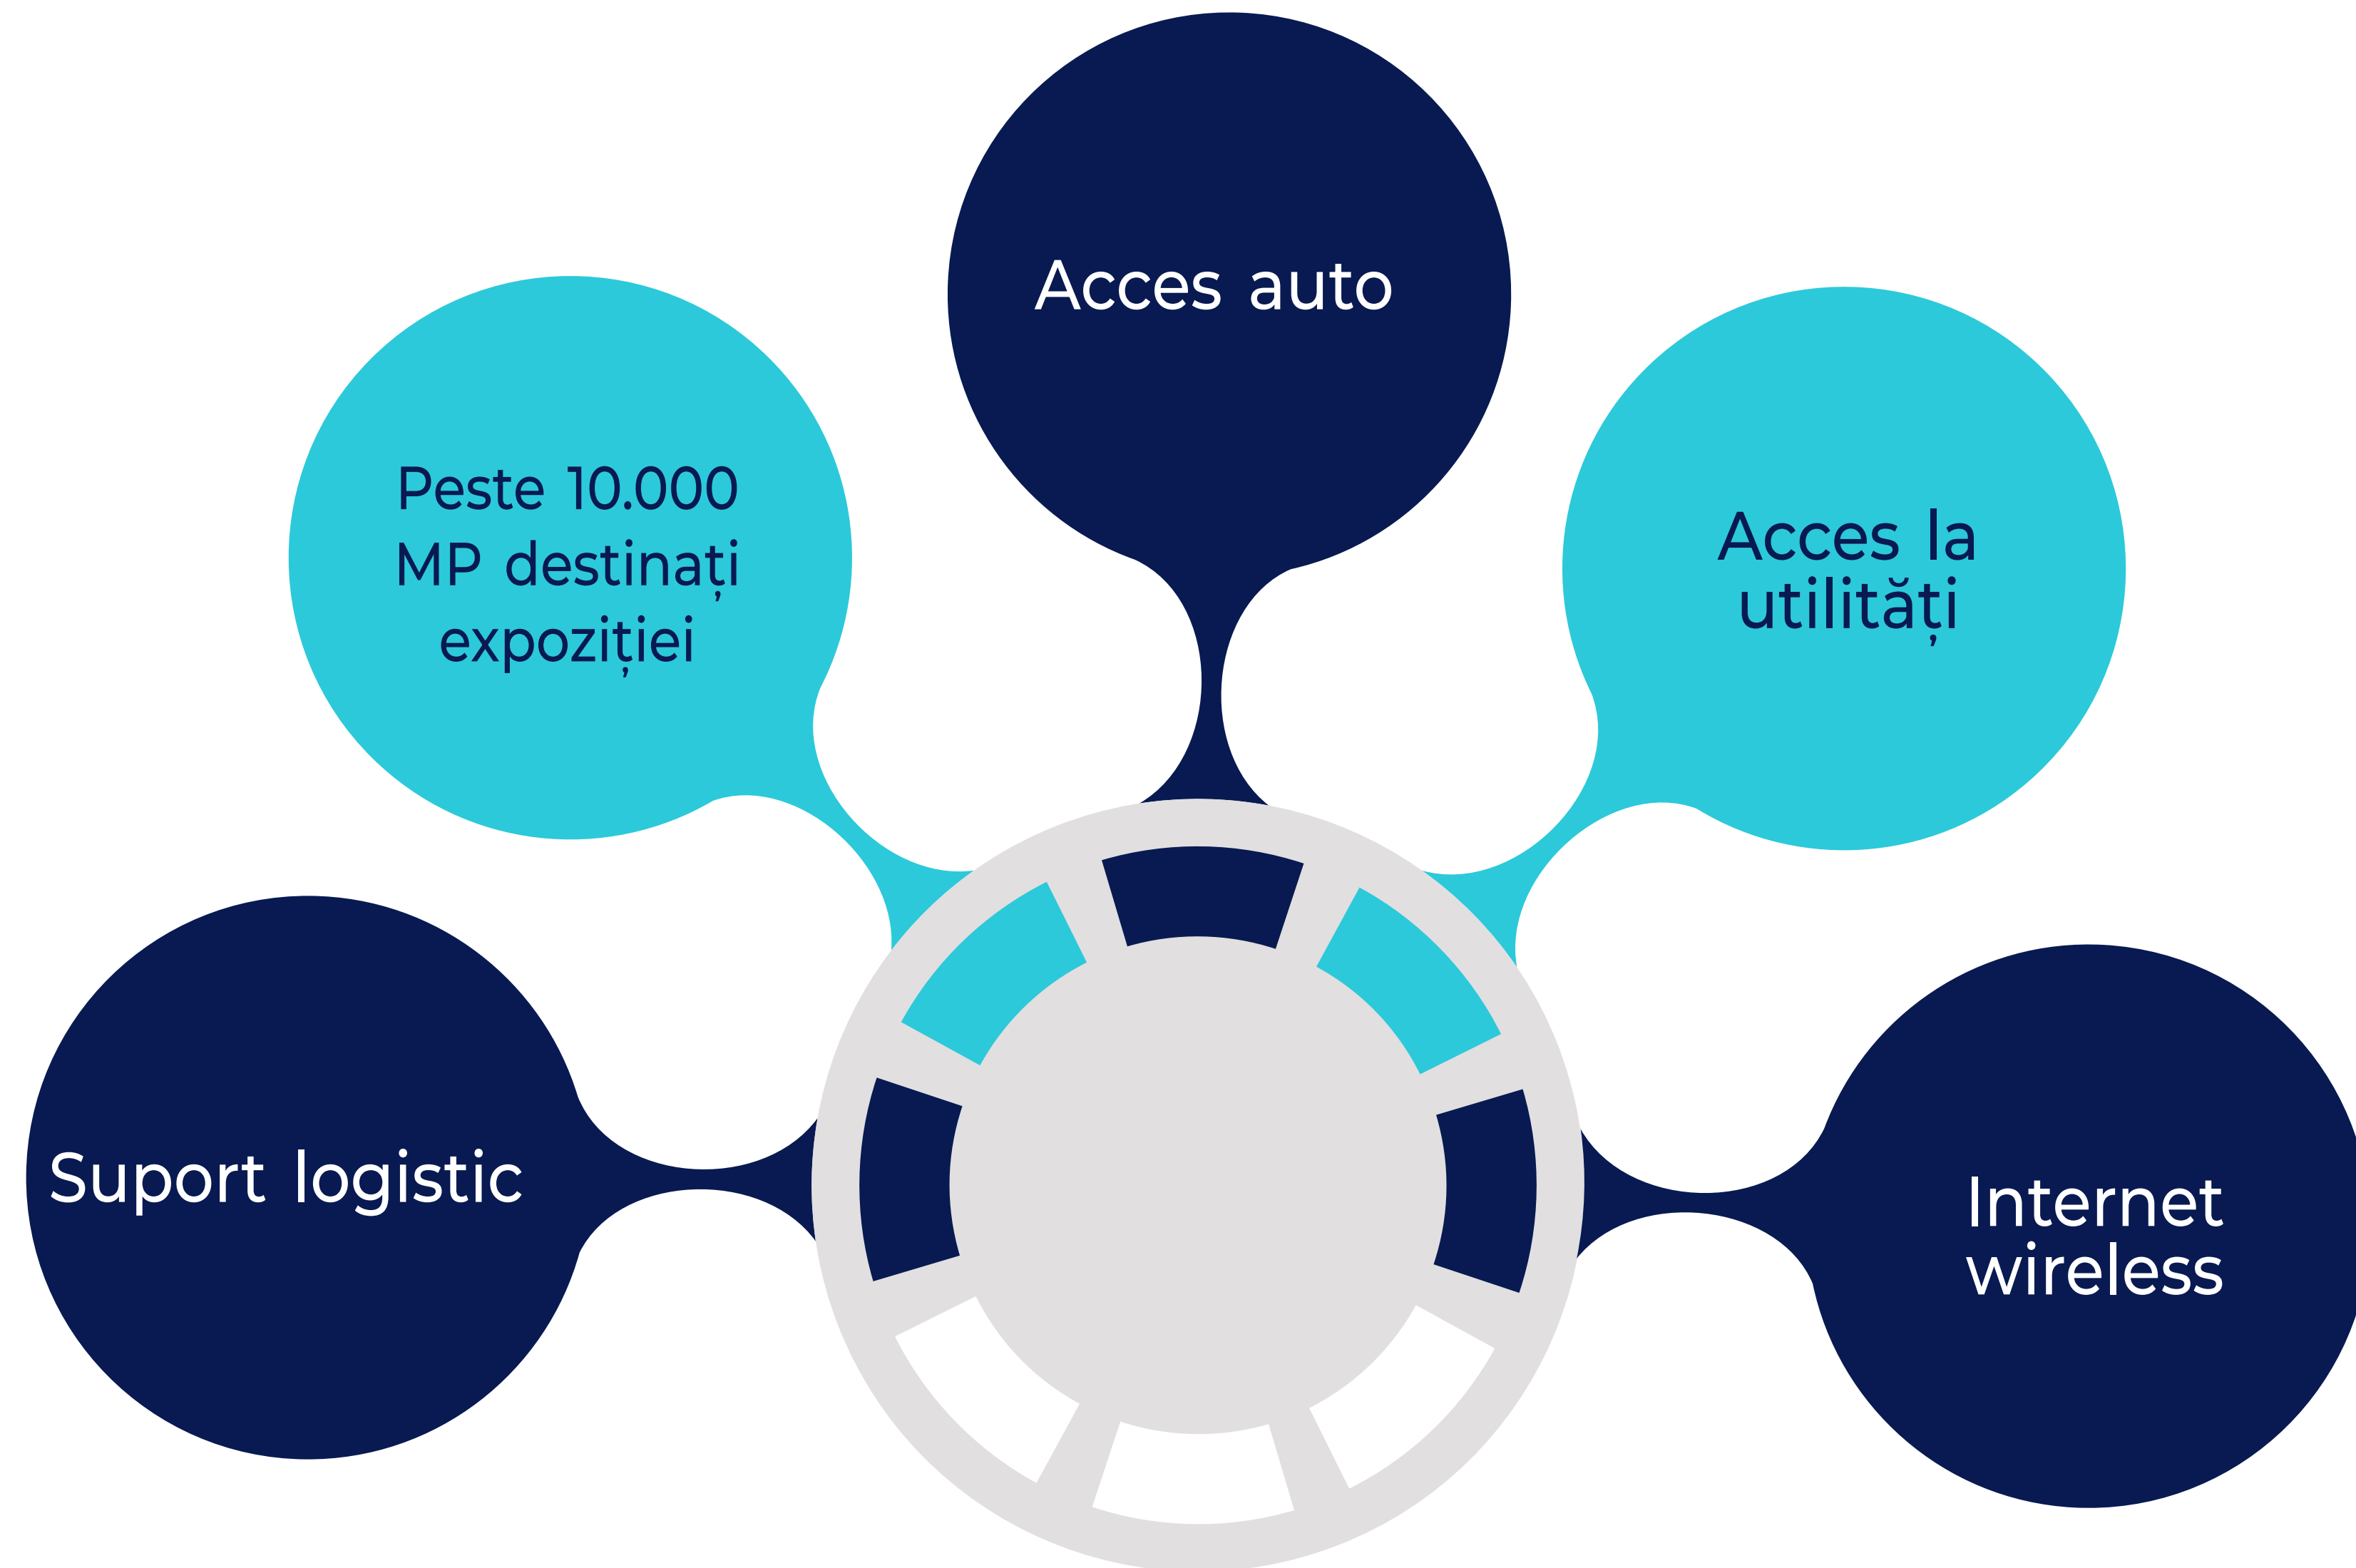 Acces auto
Peste 10.000
MP destinați
expoziției
Acces la
utilități
Suport logistic
Internet
wireless